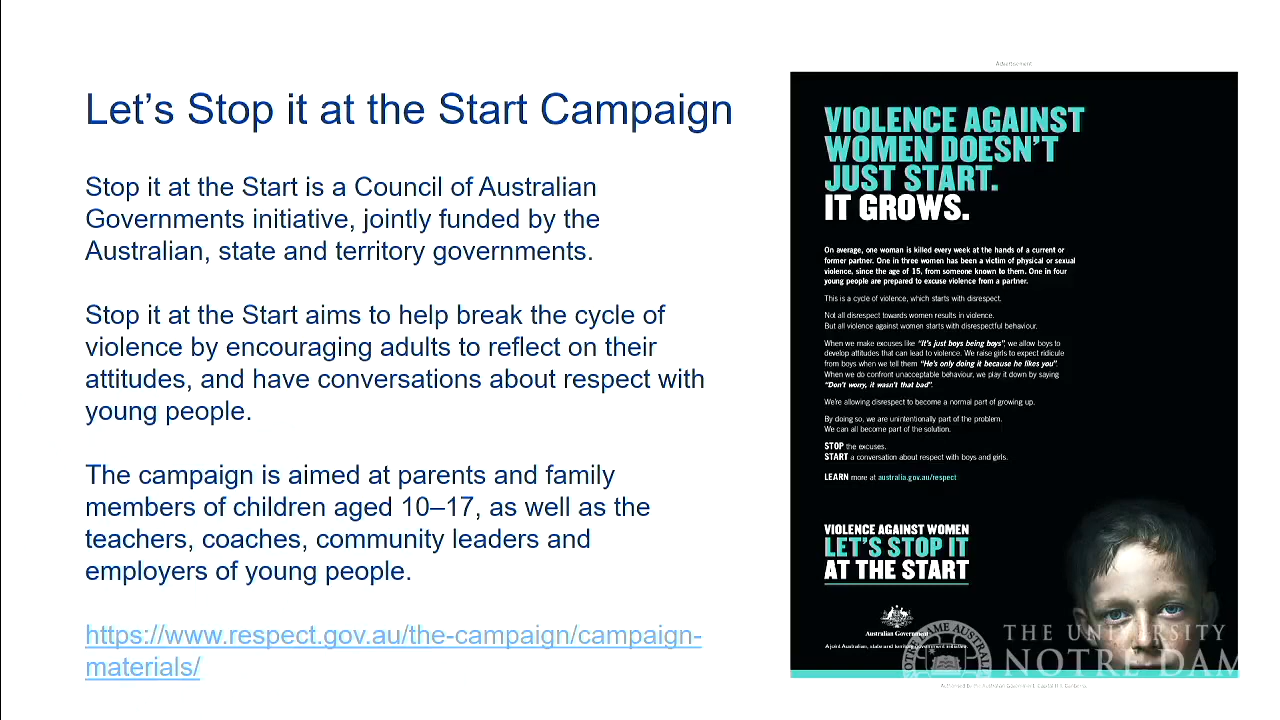 Let's Stop it at the Start Campaign
Stop it at the Start is a Council of Australian
Governments initiative, jointly funded by the
Australian, state and territory governments.
Stop it at the Start aims to help break the cycle of
violence by encouraging adults to reflect on their
attitudes, and have conversations about respect with
young people.
The campaign is aimed at parents and family
members of children aged 10–17, as well as the
teachers, coaches, community leaders and
employers of young people.
https://www.respect.gov.au/the-campaign/campaign-
materials/
Advertisement
VIOLENCE AGAINST
WOMEN DOESN'T
JUST START.
IT GROWS.
On average, one woman is killed every week at the hands of a current or
former partner. One in three women has been a victim of physical or sexual
violence, since the age of 15, from someone known to them. One in four
young people are prepared to excuse violence from a partner.
This is a cycle of violence, which starts with disrespect.
Not all disrespect towards women results in violence.
But all violence against women starts with disrespectful behaviour.
When we make excuses like "It's just boys being boys", we allow boys to
develop attitudes that can lead to violence. We raise girls to expect ridicule
from boys when we tell them "He's only doing it because he likes you".
When we do confront unacceptable behaviour, we play it down by saying
"Don't worry, it wasn't that bad".
We're allowing disrespect to become a normal part of growing up.
By doing so, we are unintentionally part of the problem.
We can all become part of the solution.
STOP the excuses.
START a conversation about respect with boys and girls.
LEARN more at australia.gov.au/respect
VIOLENCE AGAINST WOMEN
LET'S STOP IT
AT THE START
Australian Government
A joint Australian, state and territory government initiative.
THE UNIVERSITY
NOTRE DAM
Authorised by the Australian Government, Capital Hill, Canberra